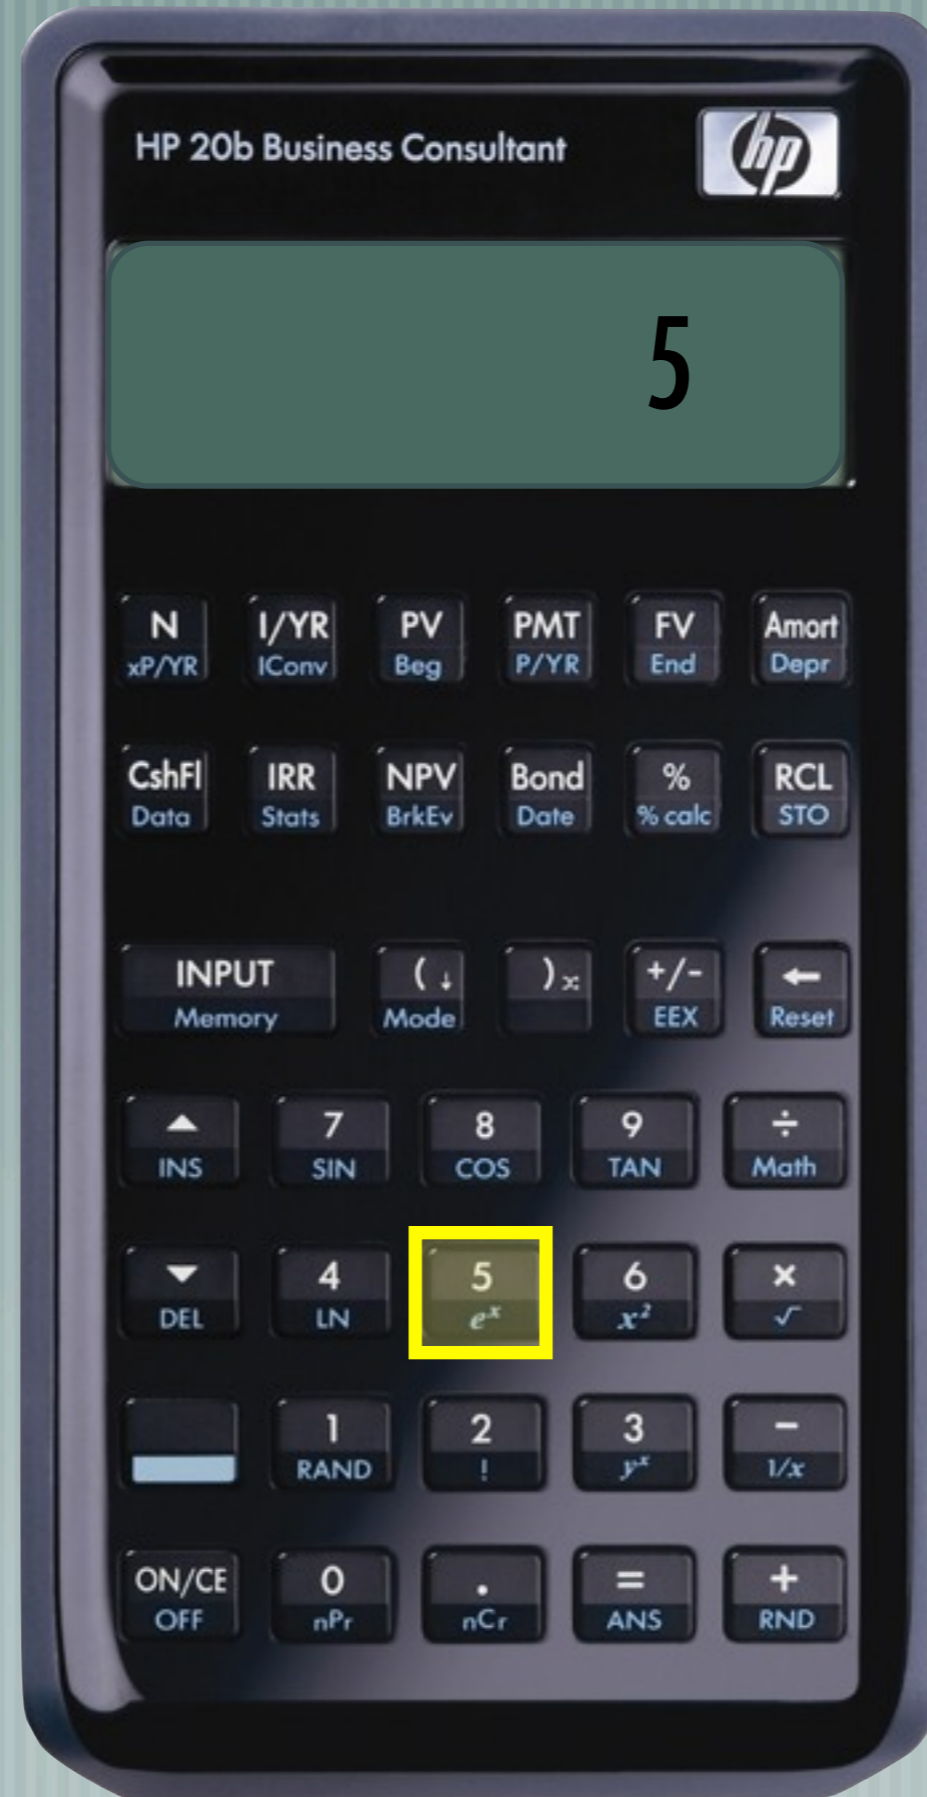 HP 20b Business Consultant
hp
5
N I/YR PV PMT FV Amort
xP/YR IConv Beg P/YR End Depr
CshFl IRR NPV Bond % RCL
Data Stats BrkEv Date % calc STO
INPUT ( ↓ ) +/- ←
Memory Mode EEX Reset
▲ 7 8 9 ÷
INS SIN COS TAN Math
▼ 4 5 6 ×
DEL LN eˣ x² √
1 2 3 −
RAND ! yˣ 1/x
ON/CE 0 . = +
OFF nPr nCr ANS RND